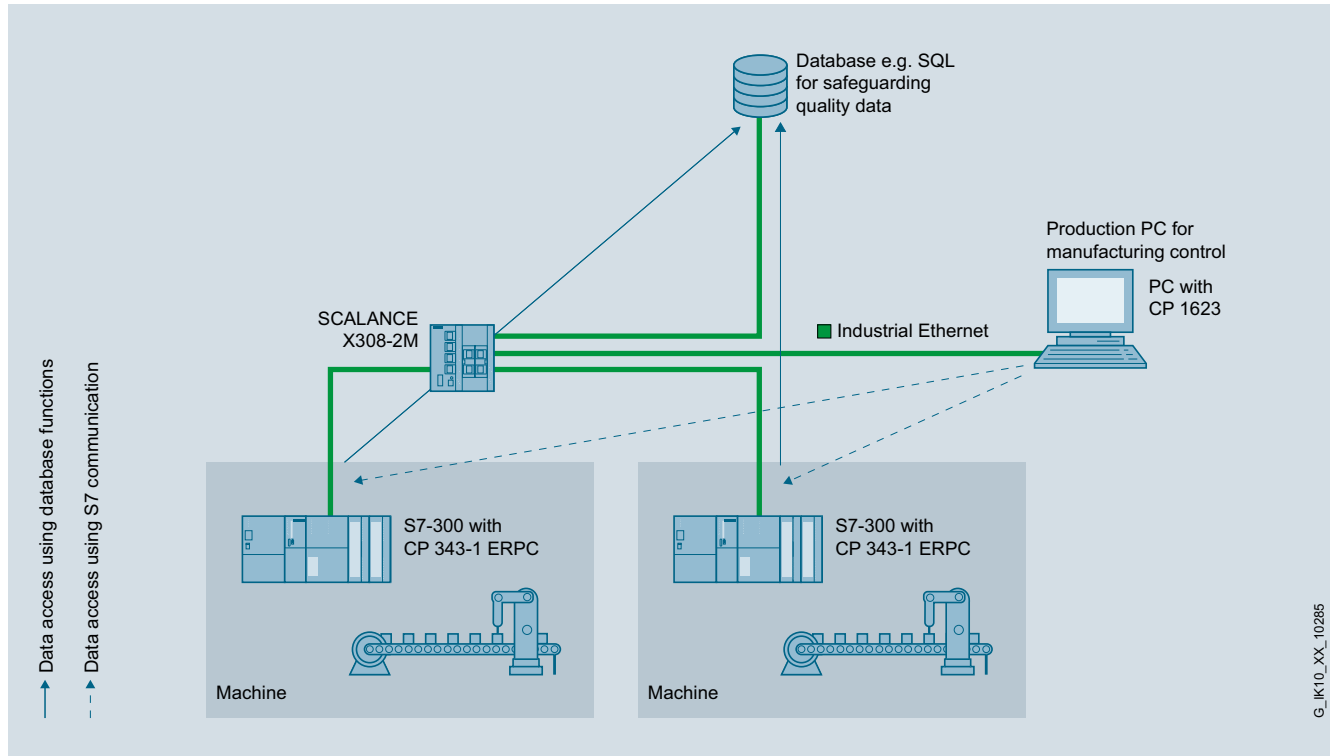 Database e.g. SQL
for safeguarding
quality data
Production PC for
manufacturing control
PC with
CP 1623
SCALANCE
X308-2M
Industrial Ethernet
Data access using database functions
Data access using S7 communication
S7-300 with
CP 343-1 ERPC
Machine
S7-300 with
CP 343-1 ERPC
Machine
G_IK10_XX_10285